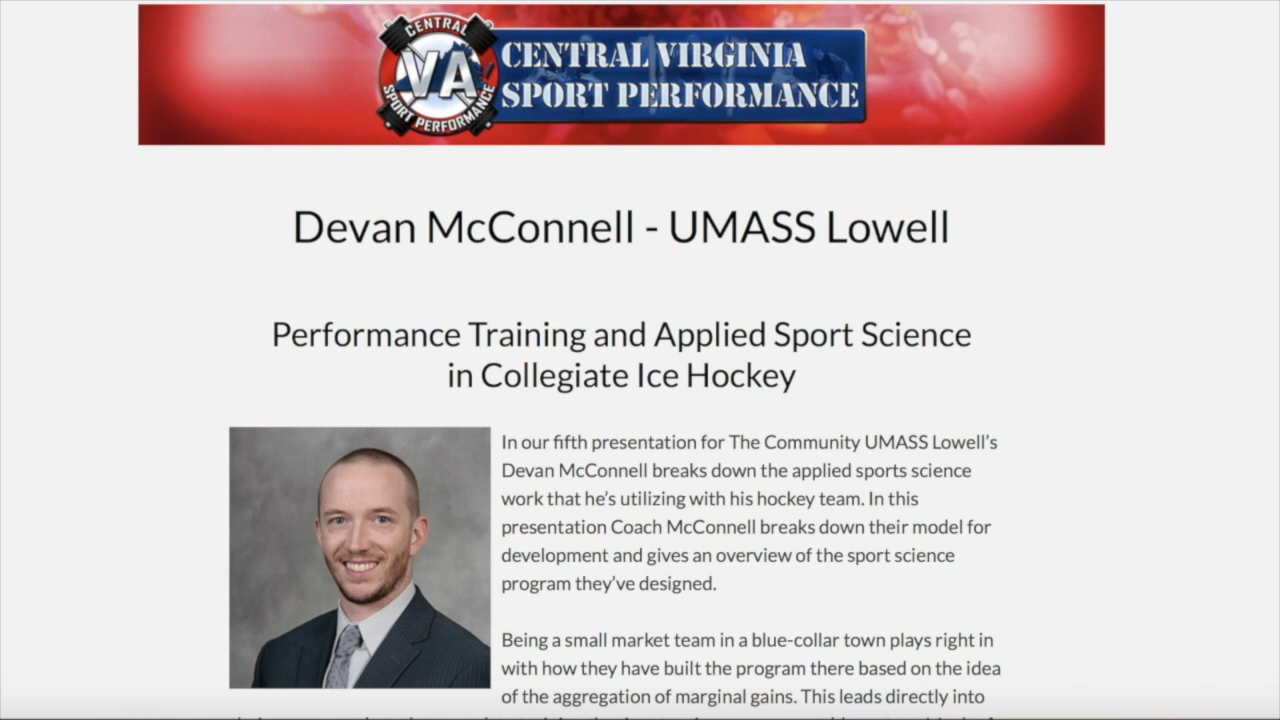 CENTRAL
VA
SPORT PERFORMANCE
CENTRAL VIRGINIA
SPORT PERFORMANCE
Devan McConnell - UMASS Lowell
Performance Training and Applied Sport Science
in Collegiate Ice Hockey
In our fifth presentation for The Community UMASS Lowell's
Devan McConnell breaks down the applied sports science
work that he's utilizing with his hockey team. In this
presentation Coach McConnell breaks down their model for
development and gives an overview of the sport science
program they've designed.
Being a small market team in a blue-collar town plays right in
with how they have built the program there based on the idea
of the aggregation of marginal gains. This leads directly into